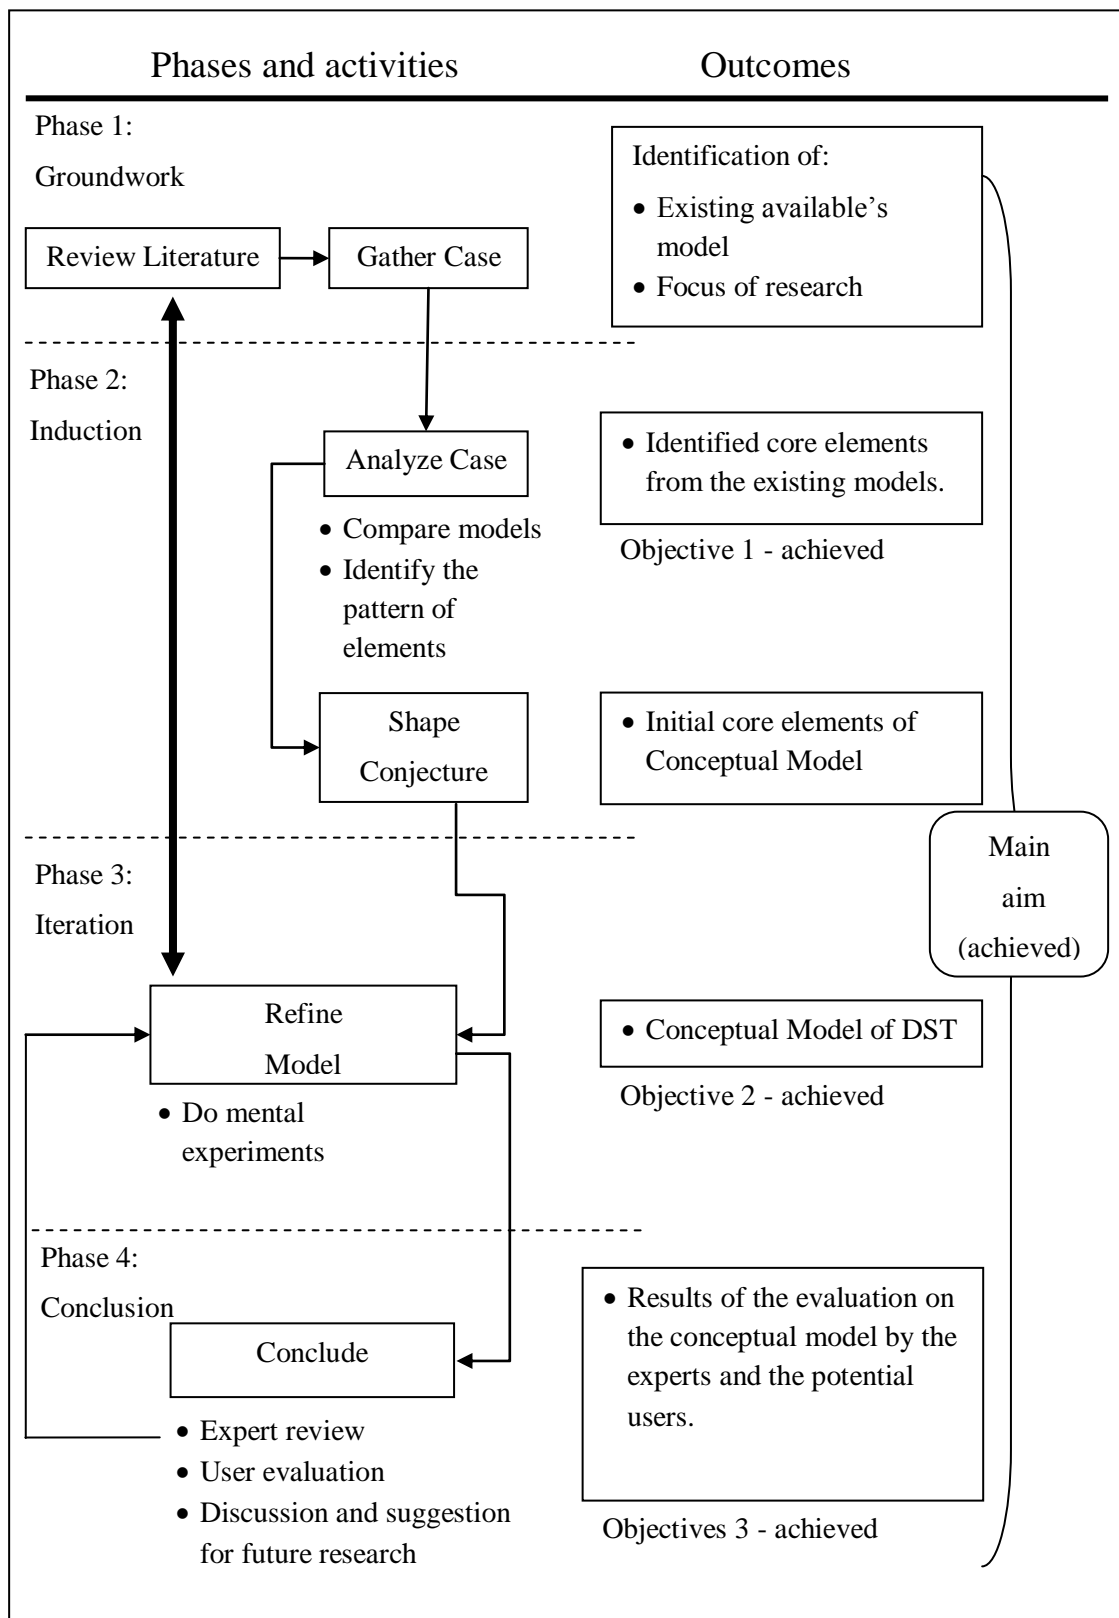 Phases and activities
Outcomes
Phase 1:
Groundwork
Review Literature
Gather Case
Identification of:
• Existing available’s
model
• Focus of research
Phase 2:
Induction
Analyze Case
• Compare models
• Identify the
pattern of
elements
• Identified core elements
from the existing models.
Objective 1 - achieved
Shape
Conjecture
• Initial core elements of
Conceptual Model
Main
aim
(achieved)
Phase 3:
Iteration
Refine
Model
• Do mental
experiments
• Conceptual Model of DST
Objective 2 - achieved
Phase 4:
Conclusion
Conclude
• Expert review
• User evaluation
• Discussion and suggestion
for future research
• Results of the evaluation on
the conceptual model by the
experts and the potential
users.
Objectives 3 - achieved